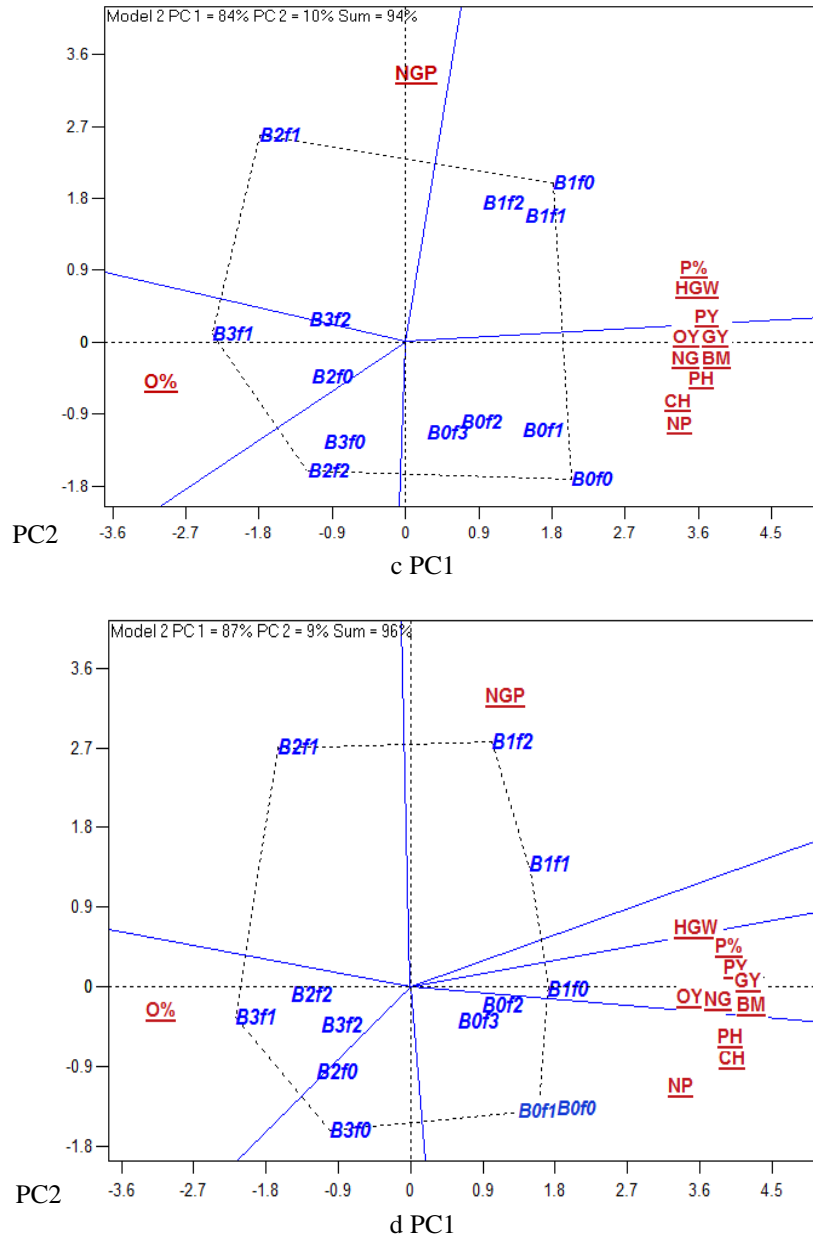 Model 2 PC 1 = 84% PC 2 = 10% Sum = 94%
3.6
NGP
2.7
B2f1
1.8
B1f0
B1f2
B1f1
0.9
P%
HGW
B3f2
PY
B3f1
0
OY GY
NG BM
B2f0
O%
PH
CH
-0.9
B0f2
NP
B0f3
B0f1
B3f0
B2f2
B0f0
-1.8
PC2
-3.6 -2.7 -1.8 -0.9 0 0.9 1.8 2.7 3.6 4.5
c PC1
Model 2 PC 1 = 87% PC 2 = 9% Sum = 96%
3.6
NGP
2.7
B2f1
B1f2
1.8
B1f1
0.9
HGW
P%
PY
GY
0
B1f0
B2f2
OY NG BM
B0f2
O%
B3f1
B3f2
B0f3
PH
CH
-0.9
B2f0
NP
B0f1 B0f0
B3f0
-1.8
PC2
-3.6 -2.7 -1.8 -0.9 0 0.9 1.8 2.7 3.6 4.5
d PC1